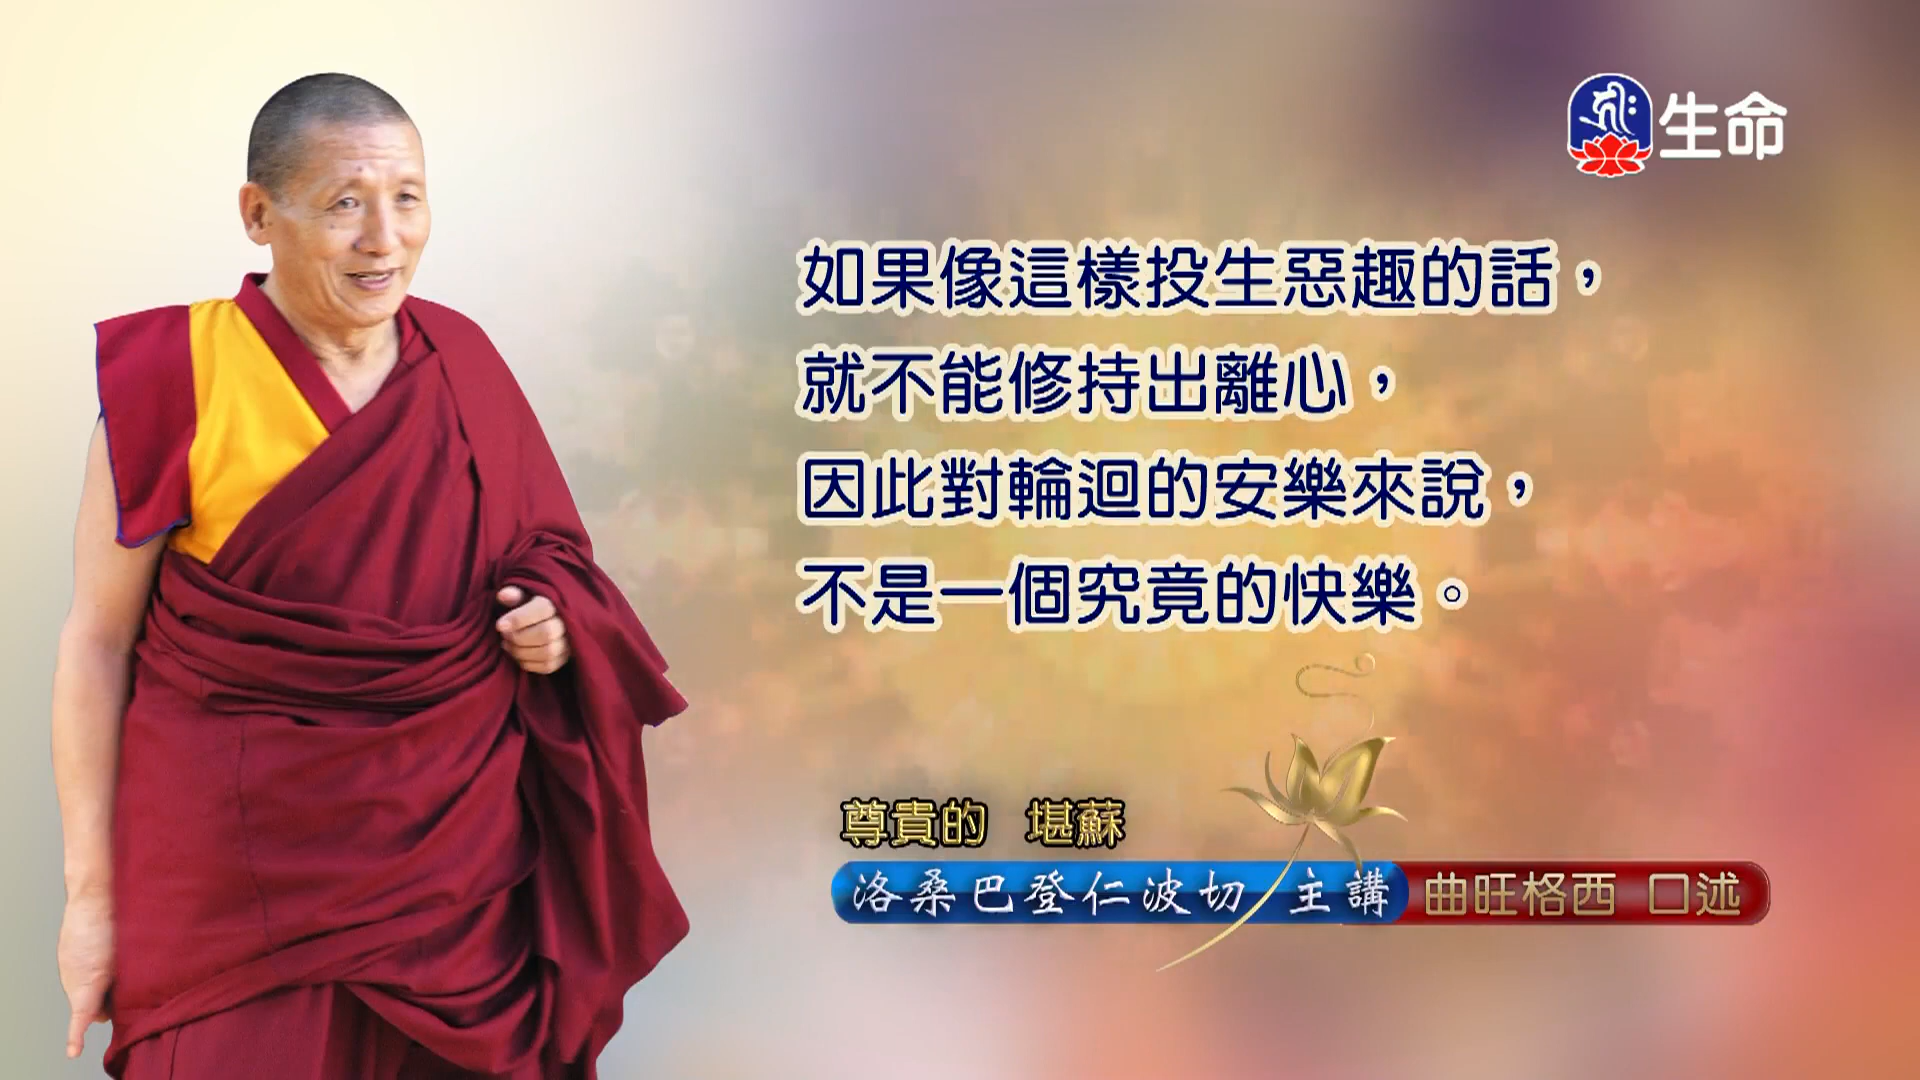 生命
如果像這樣投生惡趣的話，
就不能修持出離心，
因此對輪迴的安樂來說，
不是一個究竟的快樂。
尊貴的 堪蘇
洛桑巴登仁波切 主講 曲旺格西 口述